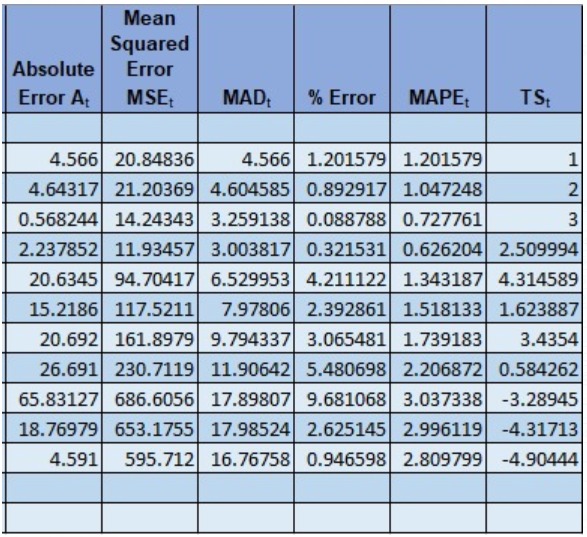 Absolute Error At
Mean Squared Error MSEt
MADt
% Error
MAPEt
TSt
4.566 20.84836 4.566 1.201579 1.201579 1
4.64317 21.20369 4.604585 0.892917 1.047248 2
0.568244 14.24343 3.259138 0.088788 0.727761 3
2.237852 11.93457 3.003817 0.321531 0.626204 2.509994
20.6345 94.70417 6.529953 4.211122 1.343187 4.314589
15.2186 117.5211 7.97806 2.392861 1.518133 1.623887
20.692 161.8979 9.794337 3.065481 1.739183 3.4354
26.691 230.7119 11.90642 5.480698 2.206872 0.584262
65.83127 686.6056 17.89807 9.681068 3.037338 -3.28945
18.76979 653.1755 17.98524 2.625145 2.996119 -4.31713
4.591 595.712 16.76758 0.946598 2.809799 -4.90444